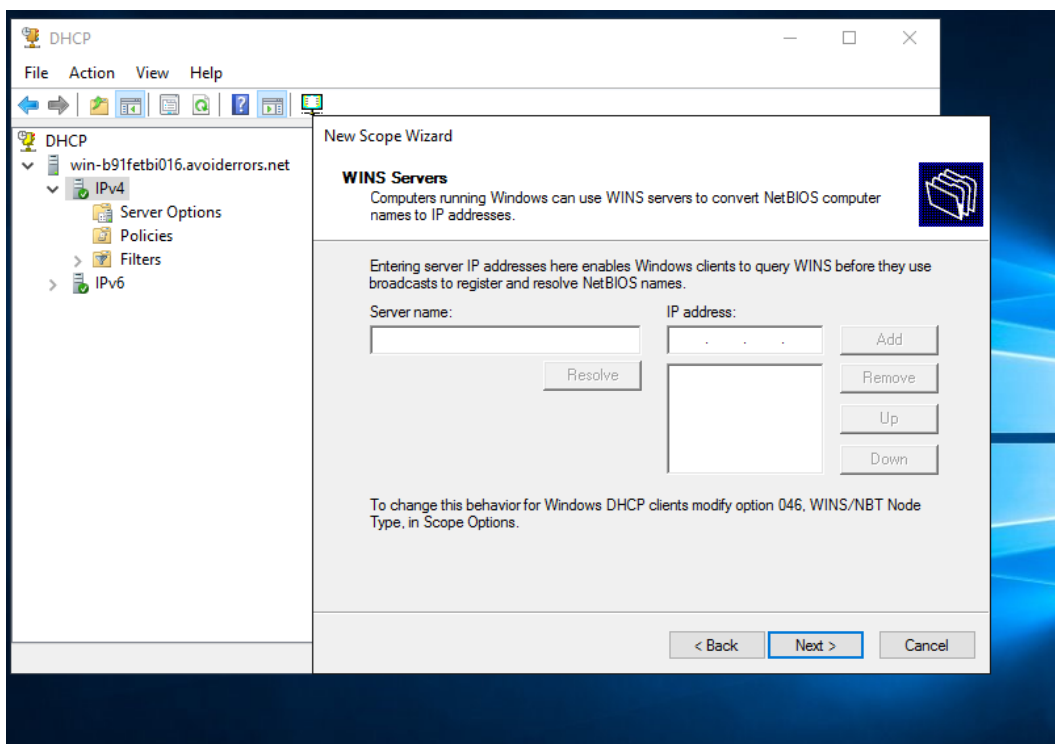 DHCP
File Action View Help
DHCP
win-b91fetbi016.avoiderrors.net
IPv4
Server Options
Policies
Filters
IPv6
New Scope Wizard
WINS Servers
Computers running Windows can use WINS servers to convert NetBIOS computer
names to IP addresses.
Entering server IP addresses here enables Windows clients to query WINS before they use
broadcasts to register and resolve NetBIOS names.
Server name:
IP address:
Add
Resolve
Remove
Up
Down
To change this behavior for Windows DHCP clients modify option 046, WINS/NBT Node
Type, in Scope Options.
< Back Next > Cancel